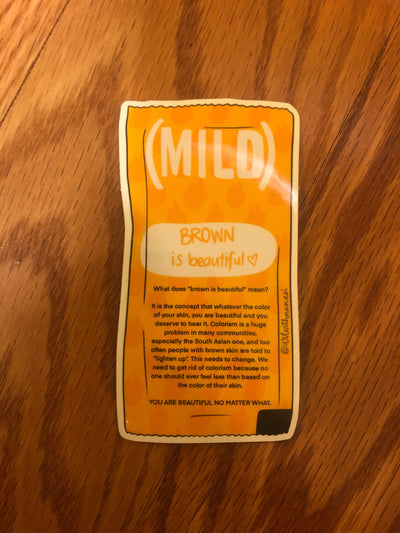 (MILD)
BROWN
is beautiful♡
What does "brown is beautiful" mean?
It is the concept that whatever the color
of your skin, you are beautiful and you
deserve to hear it. Colorism is a huge
problem in many communities,
especially the South Asian one, and too
often people with brown skin are told to
"lighten up". This needs to change. We
need to get rid of colorism because no
one should ever feel less than based on
the color of their skin.
YOU ARE BEAUTIFUL NO MATTER WHAT.